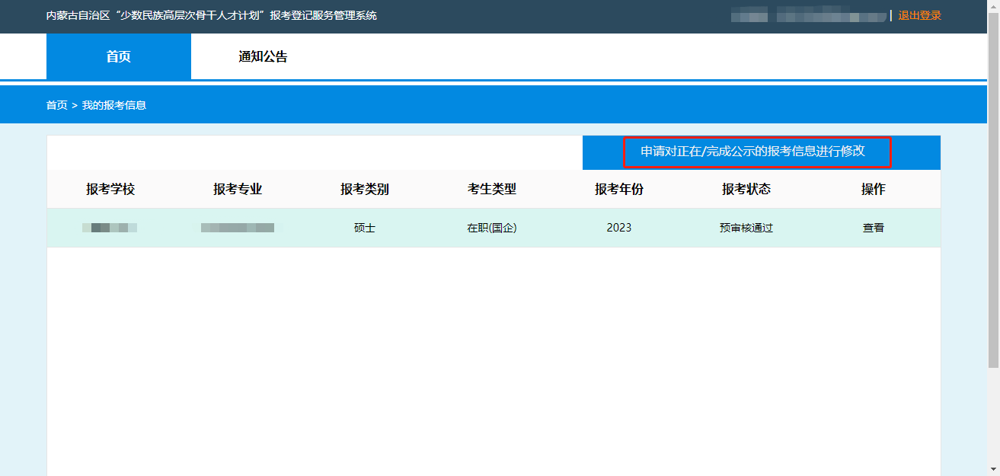 内蒙古自治区“少数民族高层次骨干人才计划”报考登记服务管理系统
| 退出登录
首页 通知公告
首页 > 我的报考信息
申请对正在/完成公示的报考信息进行修改
报考学校 报考专业 报考类别 考生类型 报考年份 报考状态 操作
硕士 在职(国企) 2023 预审核通过 查看